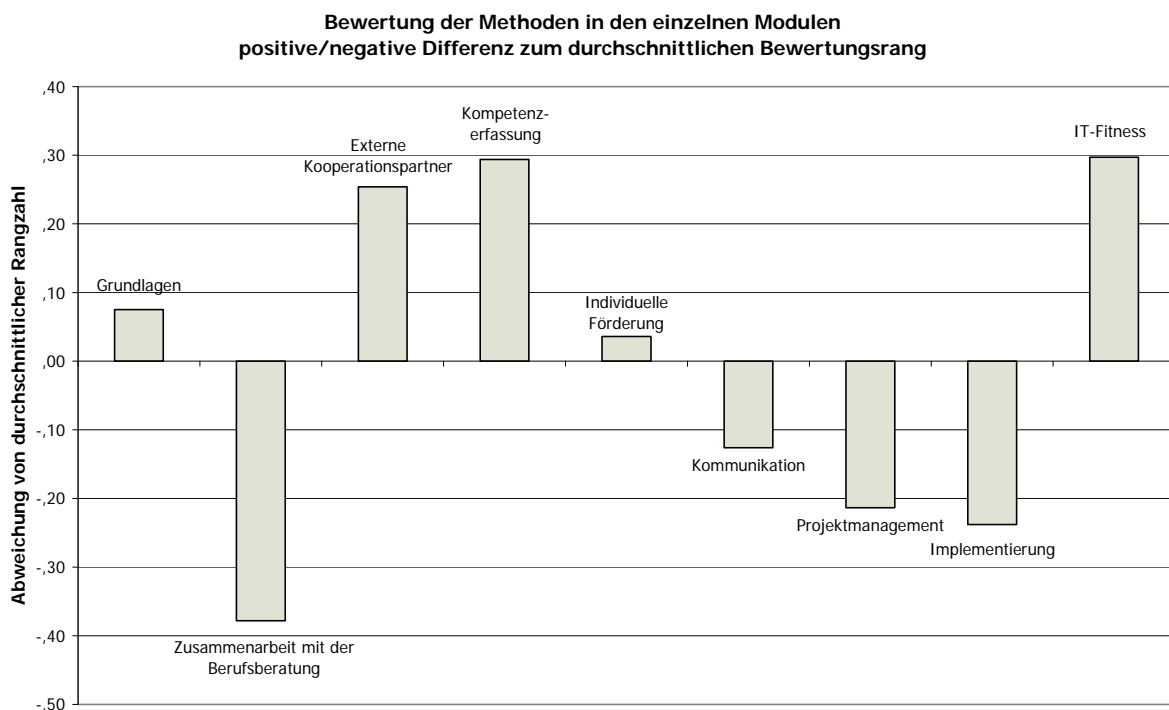 Bewertung der Methoden in den einzelnen Modulen
positive/negative Differenz zum durchschnittlichen Bewertungsrang
Abweichung von durchschnittlicher Rangzahl
,40
,30
,20
,10
,00
-,10
-,20
-,30
-,40
-,50
Grundlagen
Zusammenarbeit mit der
Berufsberatung
Externe
Kooperationspartner
Kompetenz-
erfassung
Individuelle
Förderung
Kommunikation
Projektmanagement
Implementierung
IT-Fitness